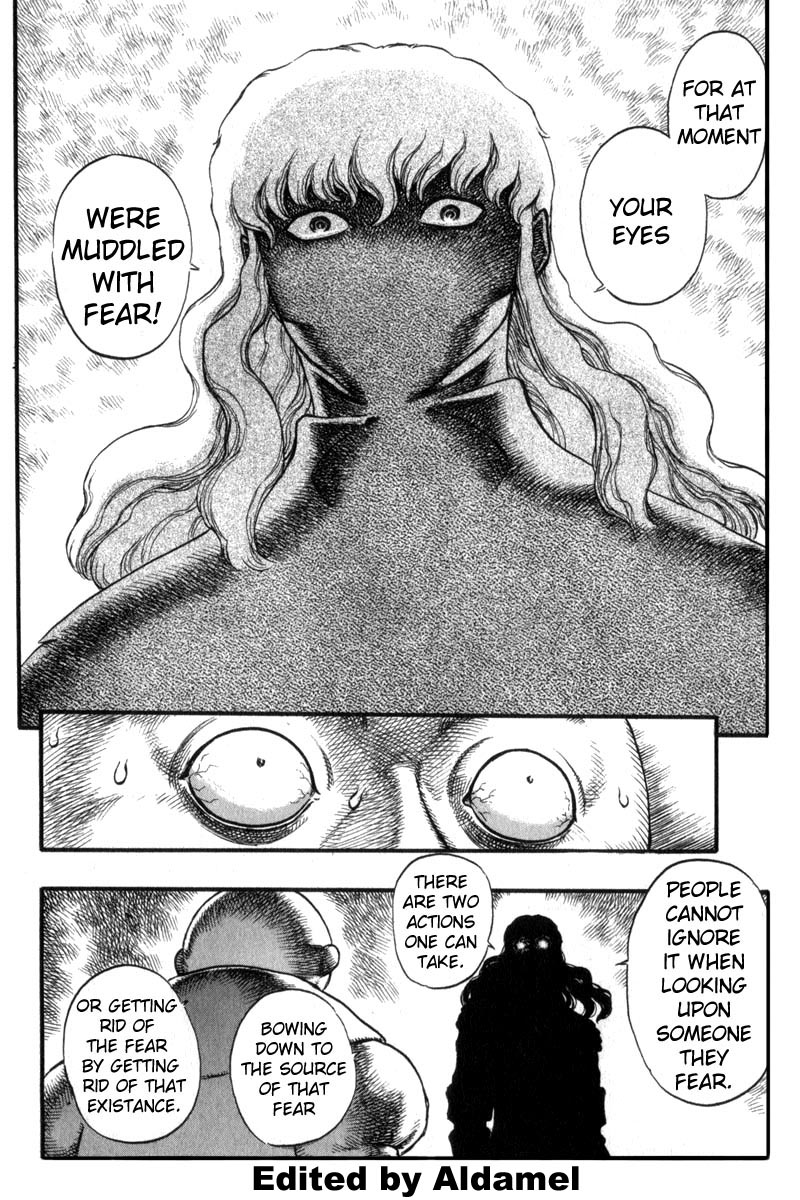 FOR AT
THAT
MOMENT
YOUR
EYES
WERE
MUDDLED
WITH
FEAR!
PEOPLE
CANNOT
IGNORE
IT WHEN
LOOKING
UPON
SOMEONE
THEY
FEAR.
THERE
ARE TWO
ACTIONS
ONE CAN
TAKE.
BOWING
DOWN TO
THE SOURCE
OF THAT
FEAR
OR GETTING
RID OF
THE FEAR
BY GETTING
RID OF THAT
EXISTANCE.
Edited by Aldamel